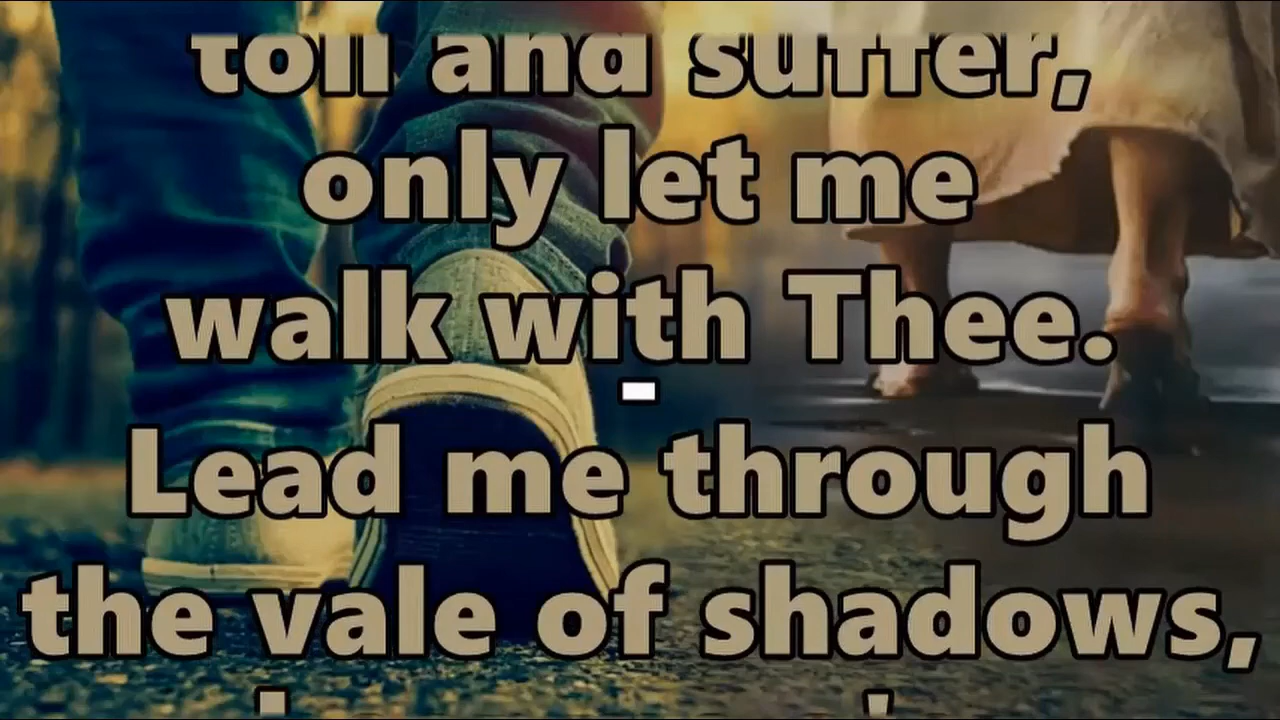 toil and suffer,
only let me
walk with Thee.
Lead me through
the vale of shadows,